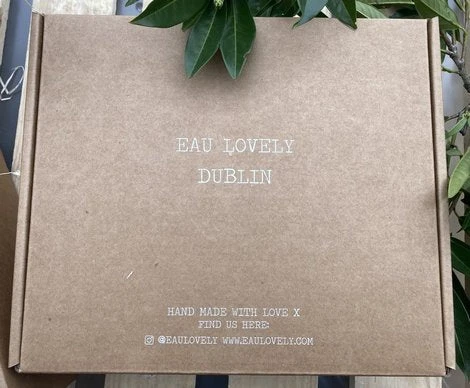 EAU LOVELY
DUBLIN
HAND MADE WITH LOVE X
FIND US HERE:
@EAULOVELY WWW.EAULOVELY.COM